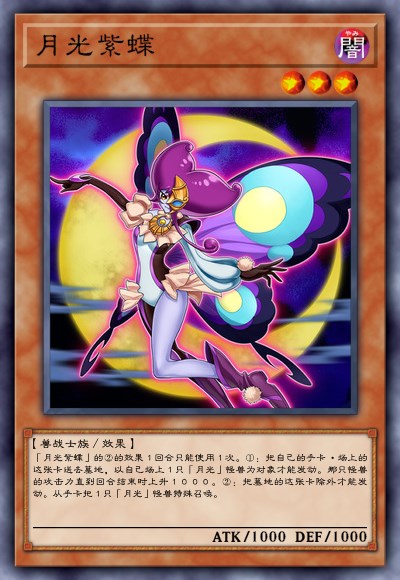 月光紫蝶
やみ
闇
【兽战士族/效果】
「月光紫蝶」的②的效果1回合只能使用1次。①：把自己的手卡·场上的
这张卡送去墓地，以自己场上1只「月光」怪兽为对象才能发动。那只怪兽
的攻击力直到回合结束时上升1000。②：把墓地的这张卡除外才能发
动。从手卡把1只「月光」怪兽特殊召唤。
ATK/1000 DEF/1000